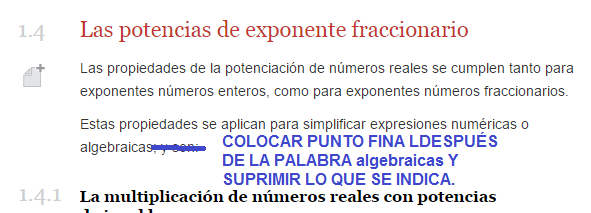 1.4 Las potencias de exponente fraccionario
Las propiedades de la potenciación de números reales se cumplen tanto para
exponentes números enteros, como para exponentes números fraccionarios.
Estas propiedades se aplican para simplificar expresiones numéricas o
algebraicas, y son:
COLOCAR PUNTO FINA LDESPUÉS
DE LA PALABRA algebraicas Y
SUPRIMIR LO QUE SE INDICA.
1.4.1 La multiplicación de números reales con potencias